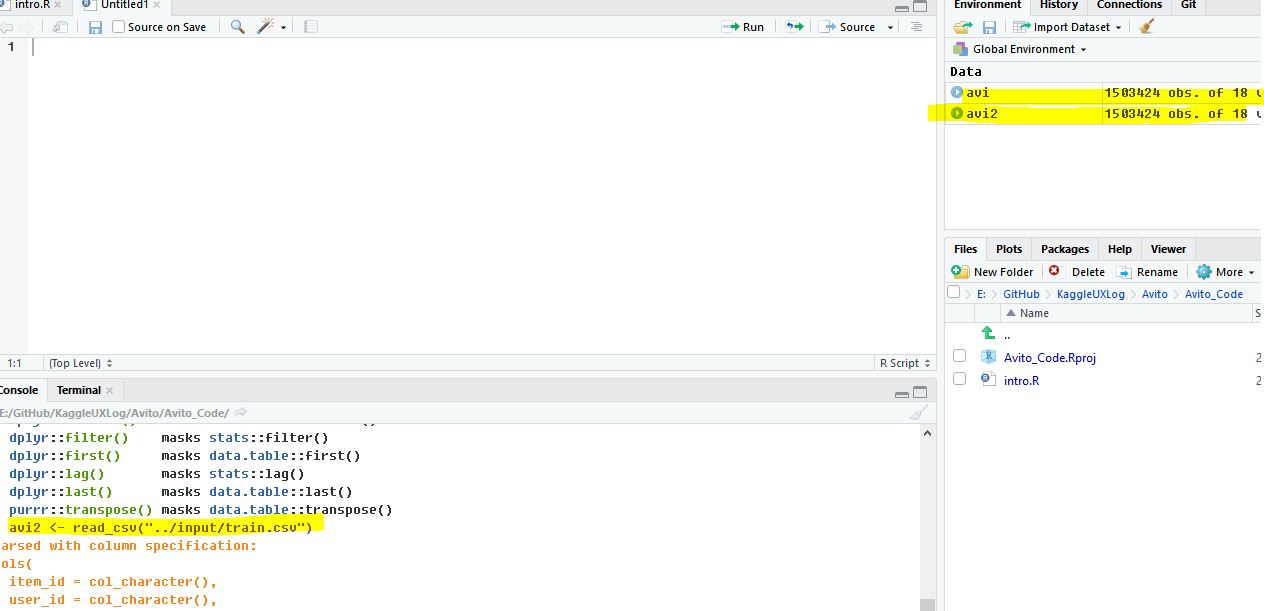 intro.R Untitled1
Source on Save Run Source
1
1:1 (Top Level) R Script
Console Terminal
E:/GitHub/KaggleUXLog/Avito/Avito_Code/
dplyr::filter() masks stats::filter()
dplyr::first() masks data.table::first()
dplyr::lag() masks stats::lag()
dplyr::last() masks data.table::last()
purrr::transpose() masks data.table::transpose()
avi2 <- read_csv("../input/train.csv")
arsed with column specification:
ols(
item_id = col_character(),
user_id = col_character(),
Environment History Connections Git
Import Dataset
Global Environment
Data
avi 1503424 obs. of 18 v
avi2 1503424 obs. of 18 v
Files Plots Packages Help Viewer
New Folder Delete Rename More
E: GitHub KaggleUXLog Avito Avito_Code
Name S
..
Avito_Code.Rproj 2
intro.R 2